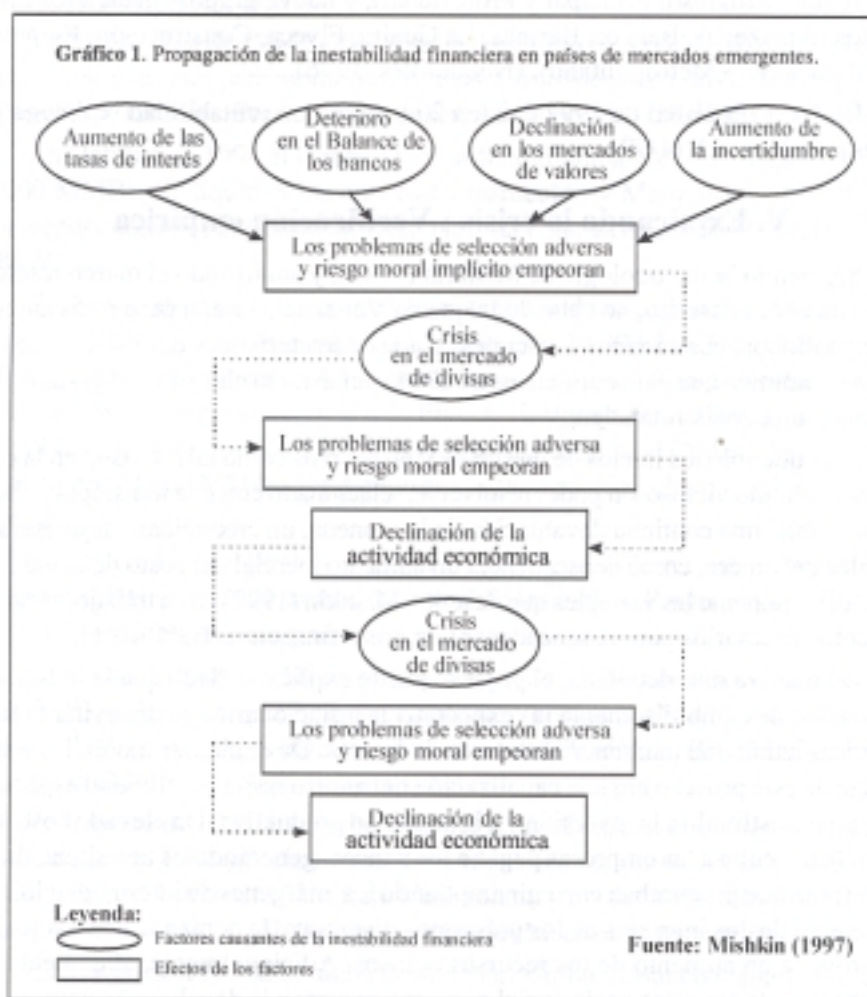 Gráfico 1. Propagación de la inestabilidad financiera en países de mercados emergentes.
Aumento de las
tasas de interés
Deterioro
en el Balance de
los bancos
Declinación
en los mercados
de valores
Aumento de
la incertidumbre
Los problemas de selección adversa
y riesgo moral implícito empeoran
Crisis
en el mercado
de divisas
Los problemas de selección adversa
y riesgo moral empeoran
Declinación de la
actividad económica
Crisis
en el mercado
de divisas
Los problemas de selección adversa
y riesgo moral empeoran
Declinación de la
actividad económica
Leyenda:
Factores causantes de la inestabilidad financiera
Efectos de los factores
Fuente: Mishkin (1997)